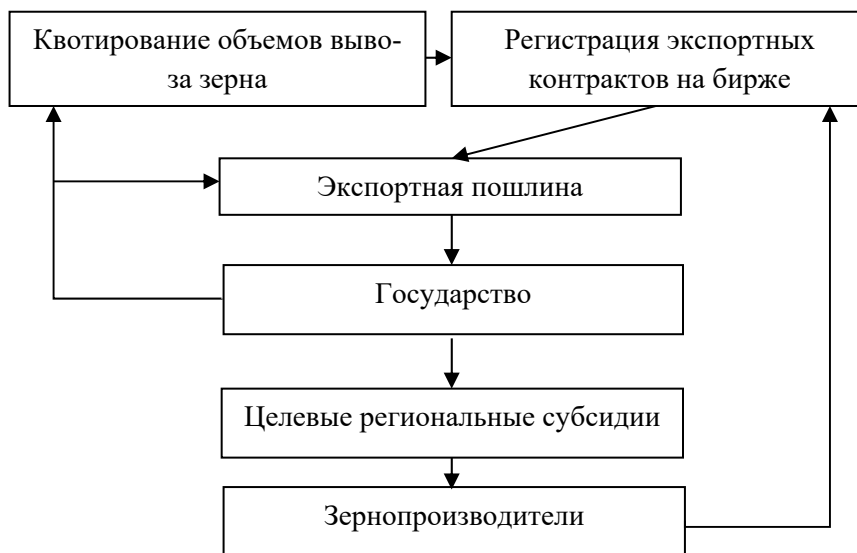 Квотирование объемов выво-
за зерна
Регистрация экспортных
контрактов на бирже
Экспортная пошлина
Государство
Целевые региональные субсидии
Зернопроизводители